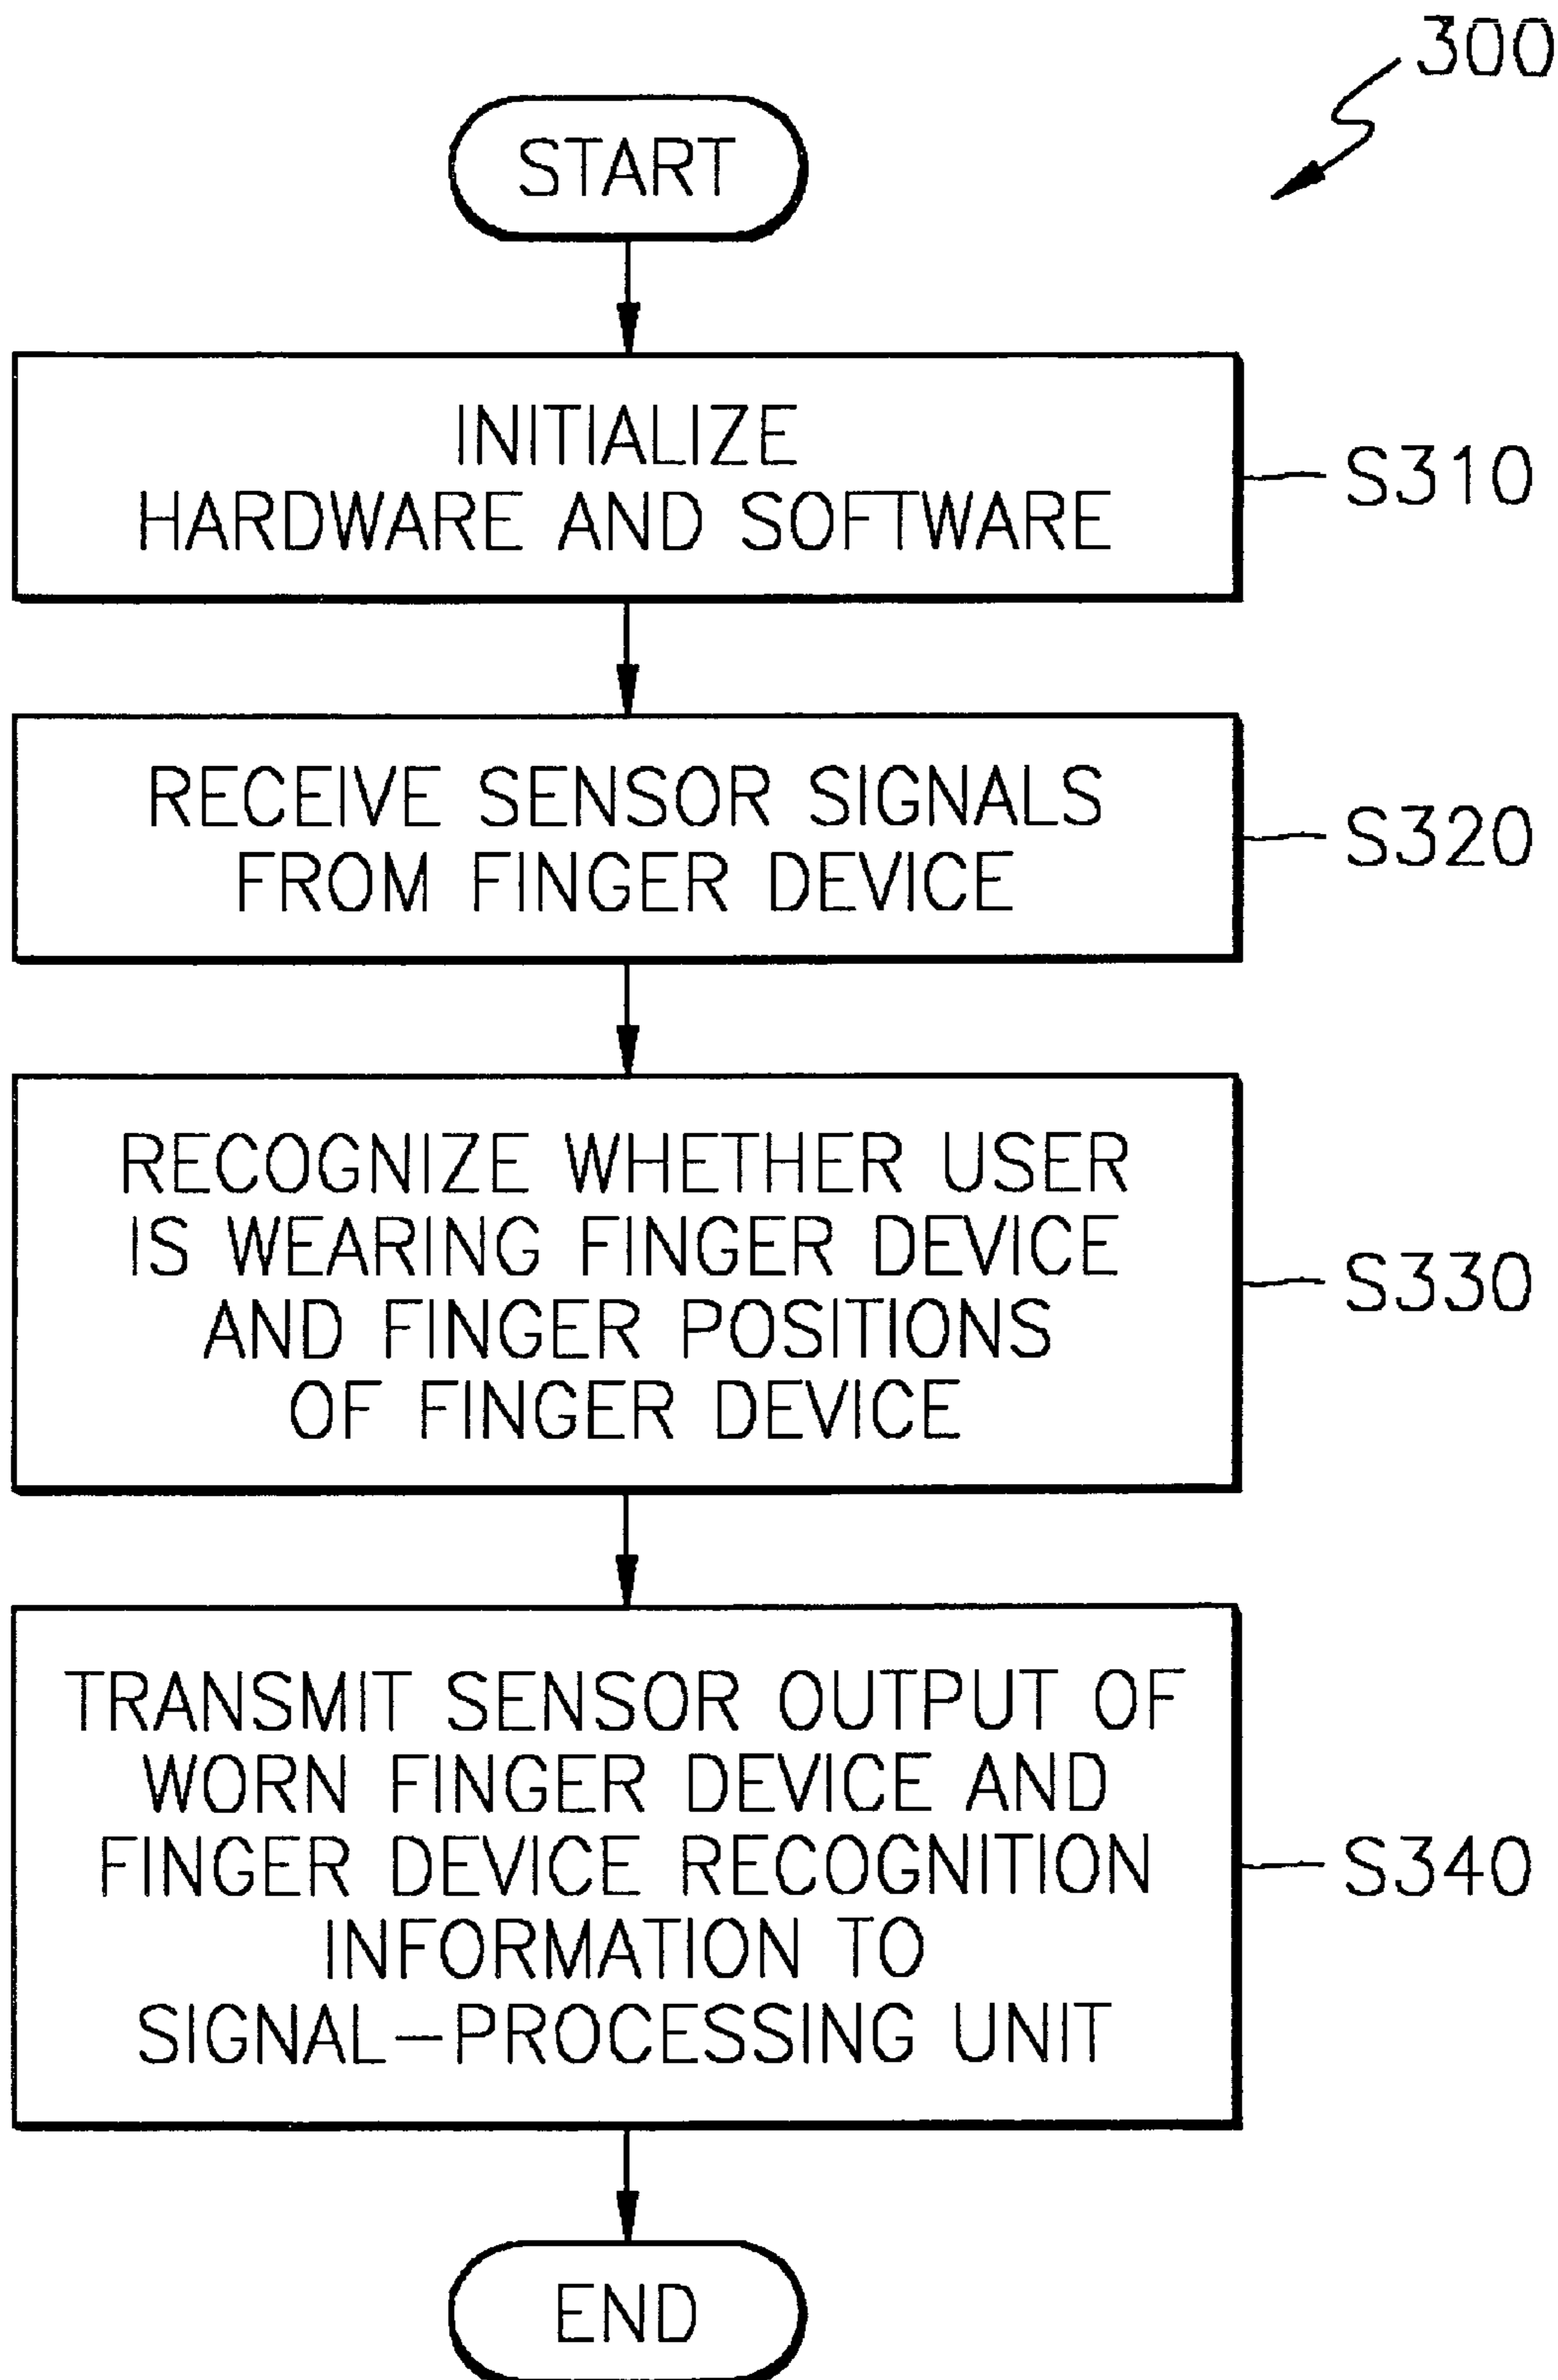 300
START
INITIALIZE
HARDWARE AND SOFTWARE
S310
RECEIVE SENSOR SIGNALS
FROM FINGER DEVICE
S320
RECOGNIZE WHETHER USER
IS WEARING FINGER DEVICE
AND FINGER POSITIONS
OF FINGER DEVICE
S330
TRANSMIT SENSOR OUTPUT OF
WORN FINGER DEVICE AND
FINGER DEVICE RECOGNITION
INFORMATION TO
SIGNAL-PROCESSING UNIT
S340
END